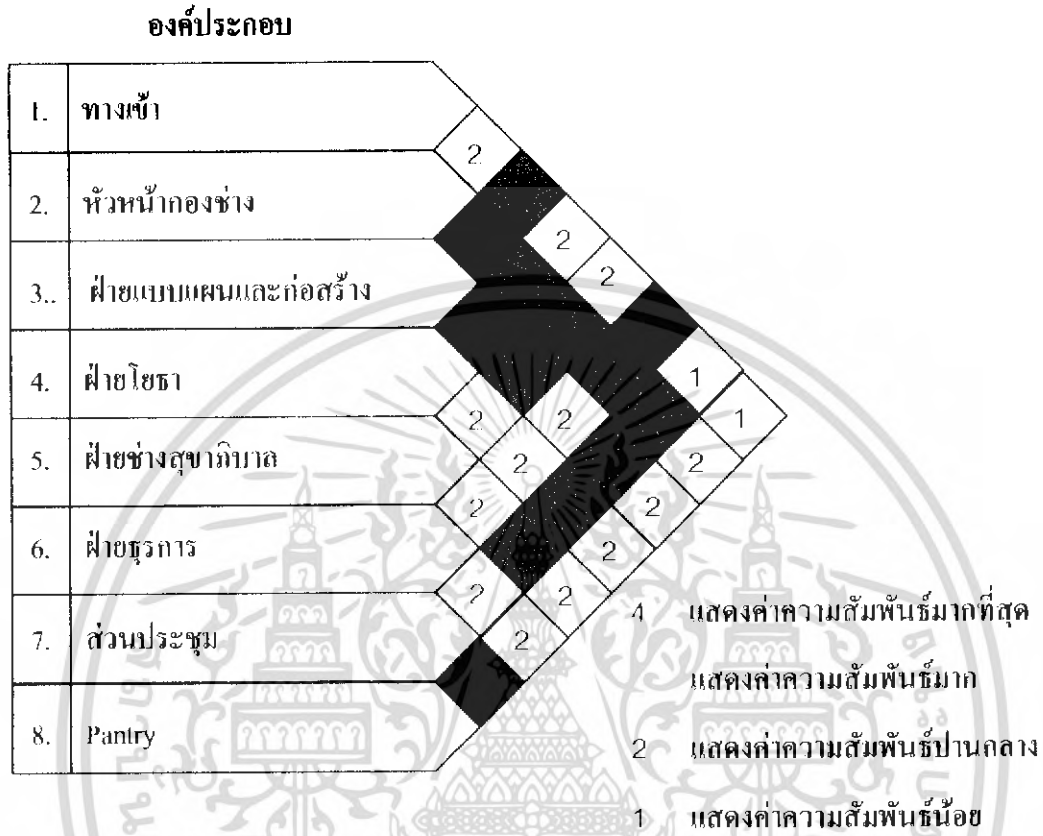 องค์ประกอบ
1. ทางเข้า
2
2. หัวหน้ากองช่าง
2
2
3.. ฝ่ายแบบแผนและก่อสร้าง
1
4. ฝ่ายโยธา
2 2 1
5. ฝ่ายช่างสุขาภิบาล
2 2
2 2
6. ฝ่ายธุรการ
2
2 2
4 แสดงค่าความสัมพันธ์มากที่สุด
7. ส่วนประชุม
2
แสดงค่าความสัมพันธ์มาก
8. Pantry
2 แสดงค่าความสัมพันธ์ปานกลาง
1 แสดงค่าความสัมพันธ์น้อย